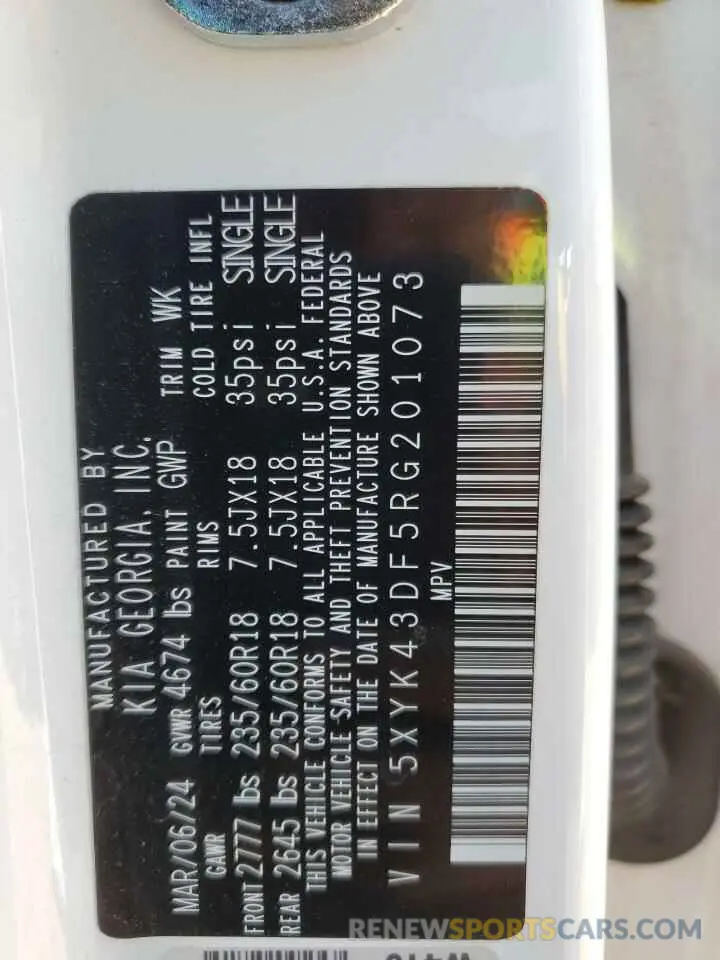 MANUFACTURED BY
KIA GEORGIA, INC.
MAR/06/24 GVWR 4674 lbs PAINT GWP TRIM WK
GAWR TIRES RIMS COLD TIRE INFL
FRONT 2777 lbs 235/60R18 7.5JX18 35psi SINGLE
REAR 2645 lbs 235/60R18 7.5JX18 35psi SINGLE
THIS VEHICLE CONFORMS TO ALL APPLICABLE U.S.A. FEDERAL
MOTOR VEHICLE SAFETY AND THEFT PREVENTION STANDARDS
IN EFFECT ON THE DATE OF MANUFACTURE SHOWN ABOVE
VIN 5XYK43DF5RG201073
MPV
RENEWSPORTSCARS.COM